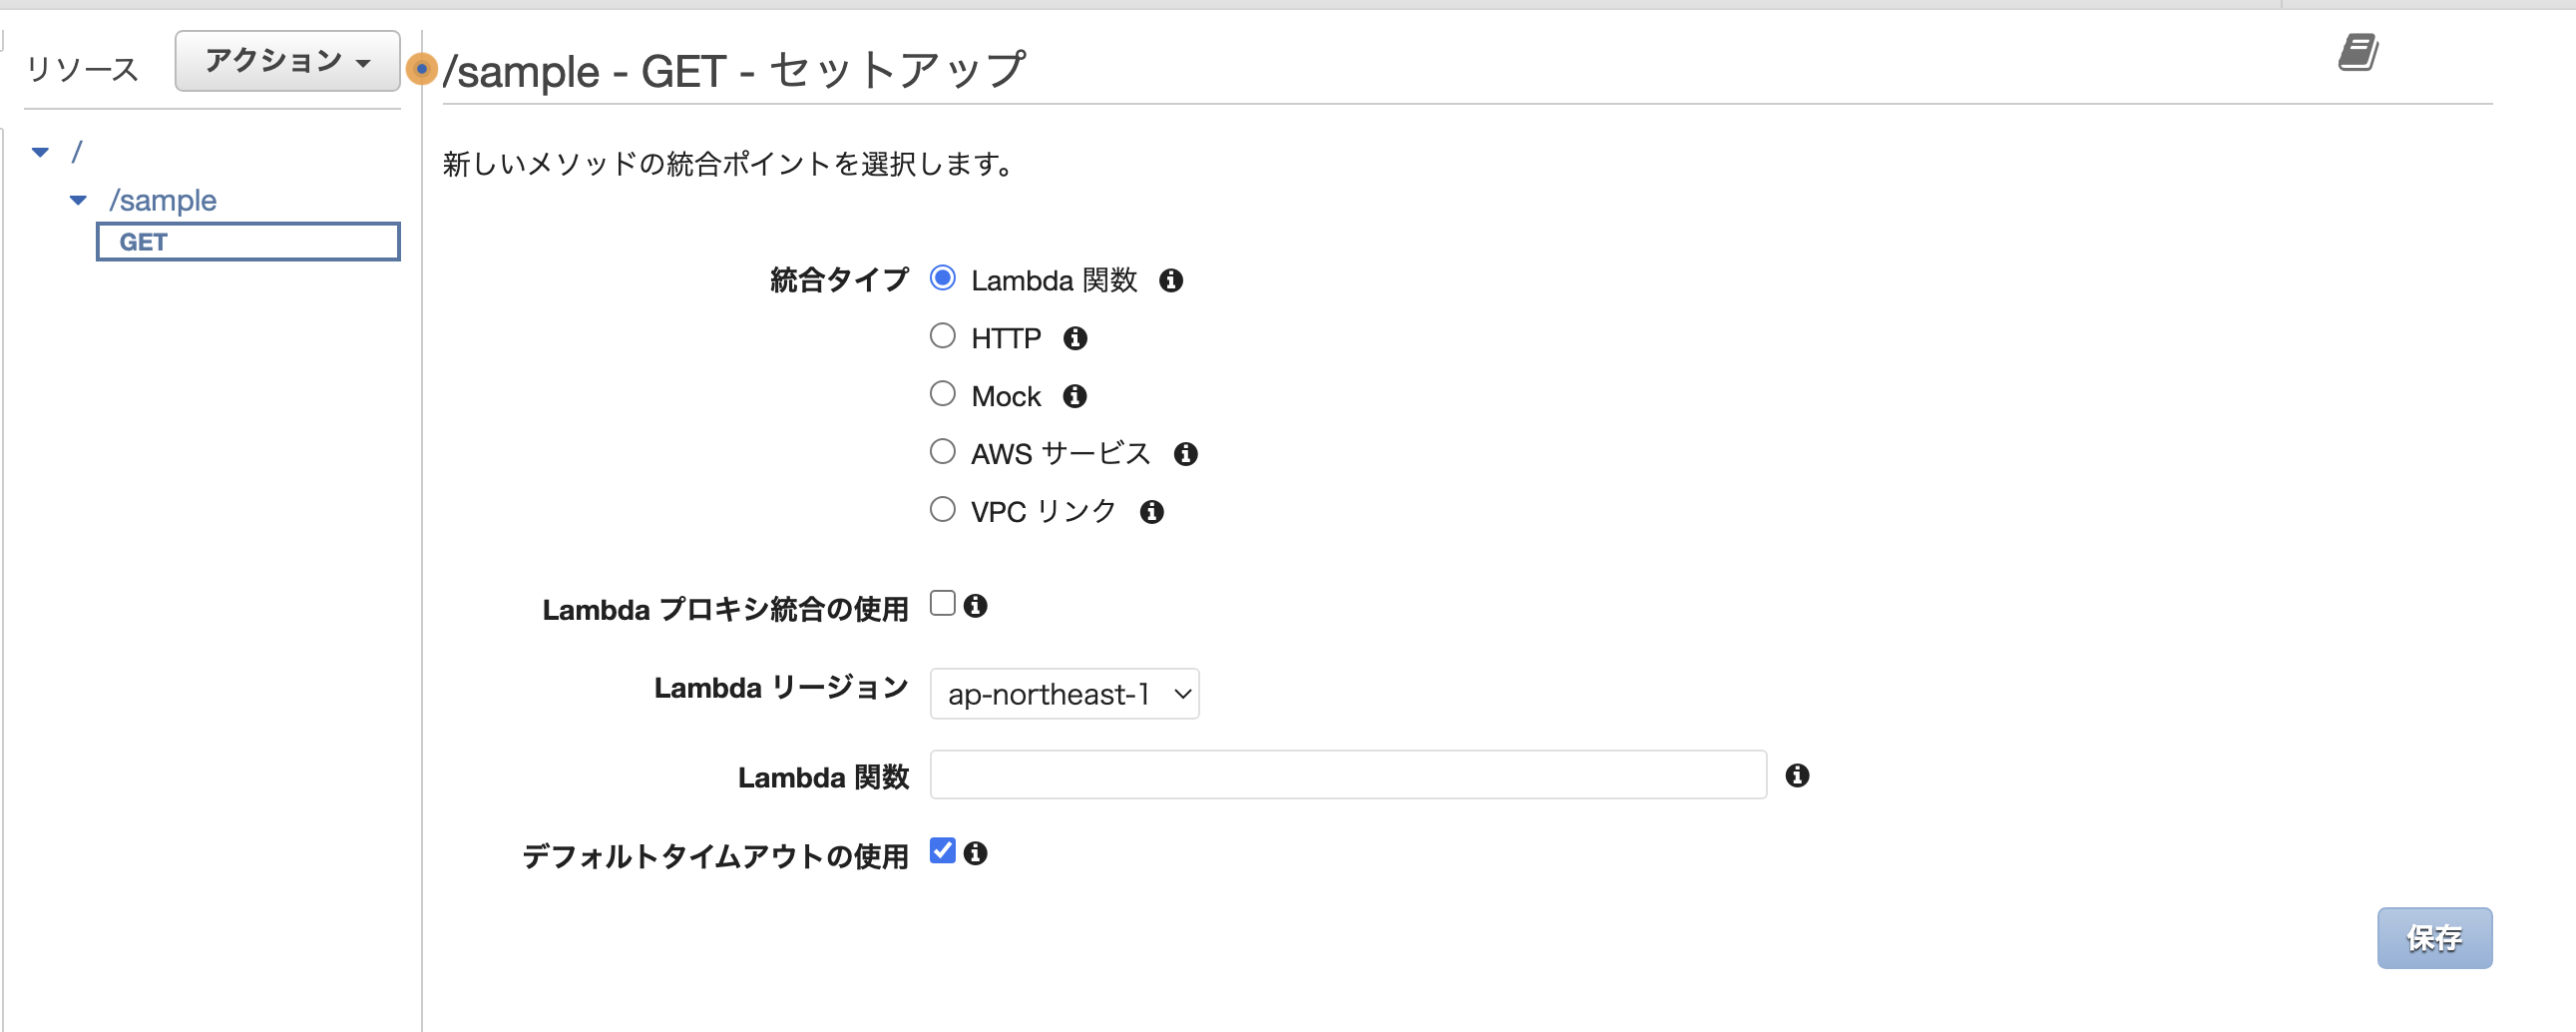 リソース
アクション
/
/sample
GET
/sample - GET - セットアップ
新しいメソッドの統合ポイントを選択します。
統合タイプ
Lambda 関数
HTTP
Mock
AWS サービス
VPC リンク
Lambda プロキシ統合の使用
Lambda リージョン
ap-northeast-1
Lambda 関数
デフォルトタイムアウトの使用
保存